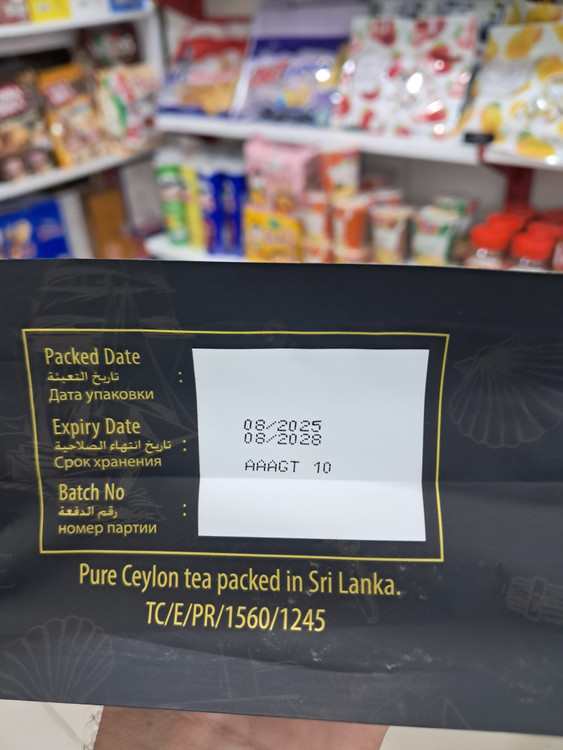 Packed Date
تاريخ التعبئة
Дата упаковки
:
08/2025
Expiry Date
تاريخ انتهاء الصلاحية
Срок хранения
:
08/2028
Batch No
رقم الدفعة
номер партии
:
AAAGT 10
Pure Ceylon tea packed in Sri Lanka.
TC/E/PR/1560/1245